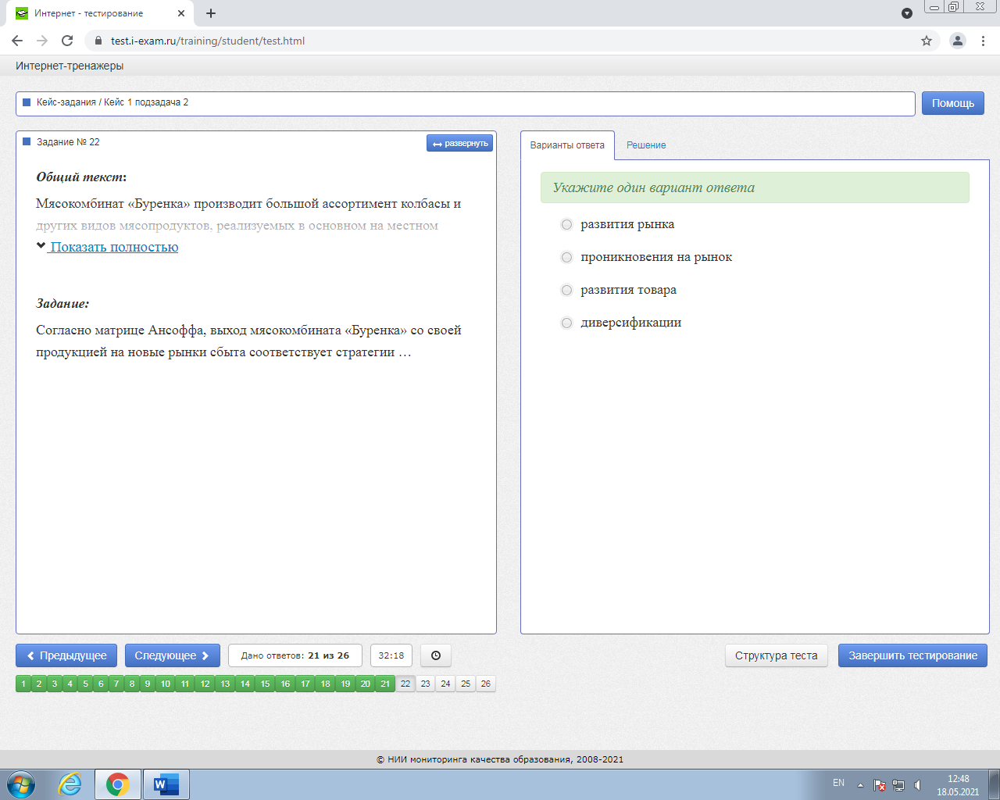 Интернет - тестирование
test.i-exam.ru/training/student/test.html
Интернет-тренажеры
Кейс-задания / Кейс 1 подзадача 2
Помощь
Задание № 22
развернуть
Общий текст:
Мясокомбинат «Буренка» производит большой ассортимент колбасы и
других видов мясопродуктов, реализуемых в основном на местном
Показать полностью
Задание:
Согласно матрице Ансоффа, выход мясокомбината «Буренка» со своей
продукцией на новые рынки сбыта соответствует стратегии …
Варианты ответа
Решение
Укажите один вариант ответа
развития рынка
проникновения на рынок
развития товара
диверсификации
Предыдущее
Следующее
Дано ответов: 21 из 26
32:18
Структура теста
Завершить тестирование
1 2 3 4 5 6 7 8 9 10 11 12 13 14 15 16 17 18 19 20 21 22 23 24 25 26
© НИИ мониторинга качества образования, 2008-2021
EN
12:48
18.05.2021